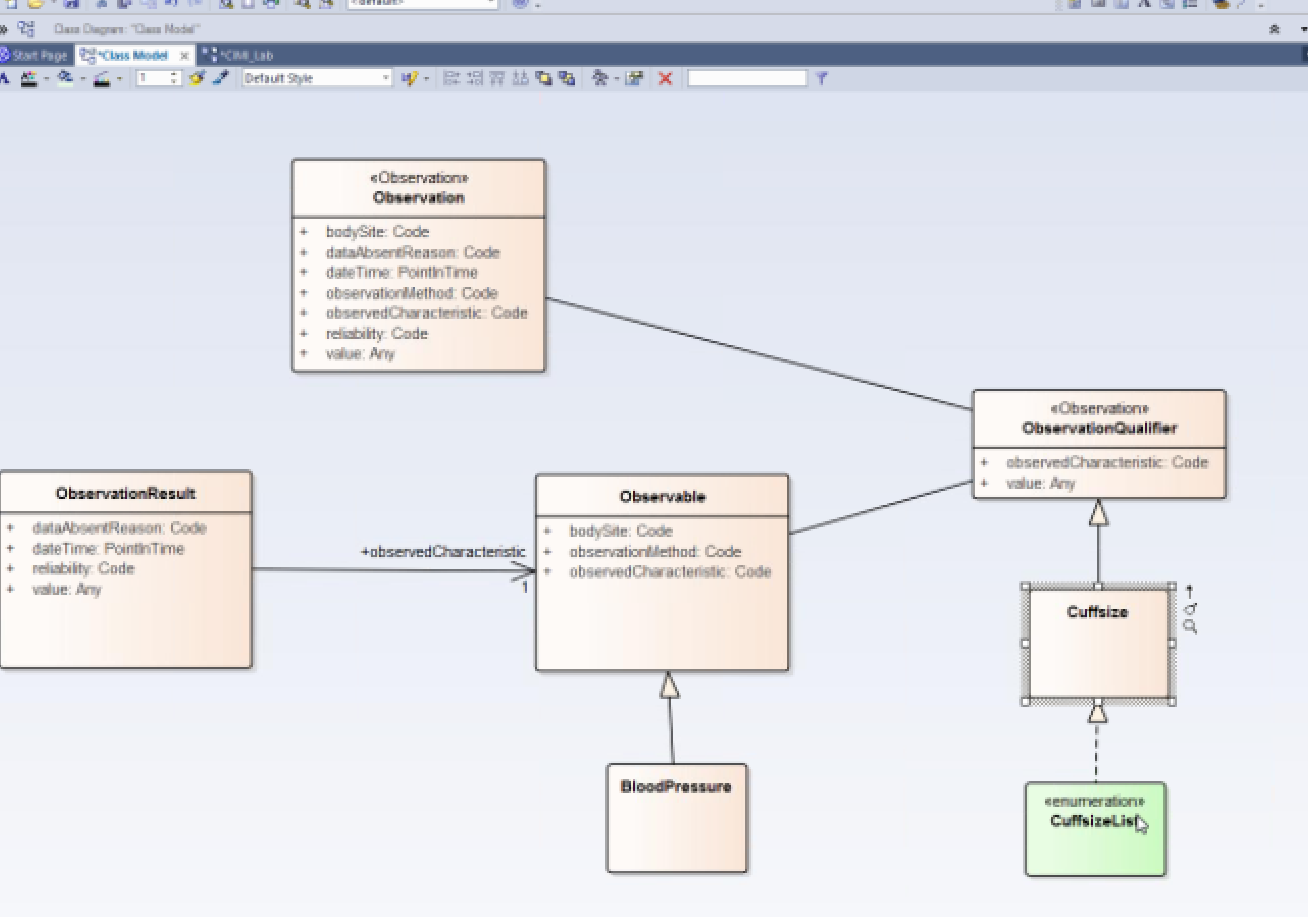 <default>
Class Diagram: "Class Model"
Start Page
*Class Model
*CIMI_Lab
1
Default Style
«Observation»
Observation
+ bodySite: Code
+ dataAbsentReason: Code
+ dateTime: PointInTime
+ observationMethod: Code
+ observedCharacteristic: Code
+ reliability: Code
+ value: Any
«Observation»
ObservationQualifier
+ observedCharacteristic: Code
+ value: Any
ObservationResult
+ dataAbsentReason: Code
+ dateTime: PointInTime
+ reliability: Code
+ value: Any
+observedCharacteristic
1
Observable
+ bodySite: Code
+ observationMethod: Code
+ observedCharacteristic: Code
Cuffsize
BloodPressure
«enumeration»
CuffsizeList